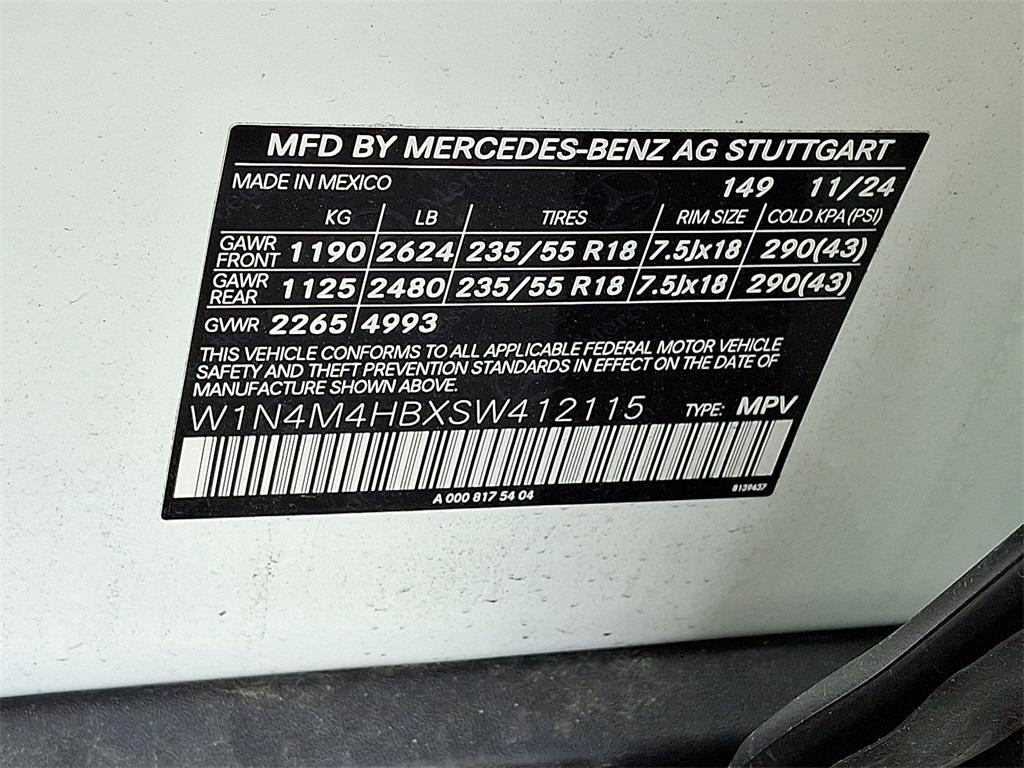 MFD BY MERCEDES-BENZ AG STUTTGART
MADE IN MEXICO 149 11/24
KG LB TIRES RIM SIZE COLD KPA (PSI)
GAWR FRONT 1190 2624 235/55 R18 7.5Jx18 290(43)
GAWR REAR 1125 2480 235/55 R18 7.5Jx18 290(43)
GVWR 2265 4993
THIS VEHICLE CONFORMS TO ALL APPLICABLE FEDERAL MOTOR VEHICLE
SAFETY AND THEFT PREVENTION STANDARDS IN EFFECT ON THE DATE OF
MANUFACTURE SHOWN ABOVE.
W1N4M4HBXSW412115 TYPE: MPV
A 000 817 54 04 8139437